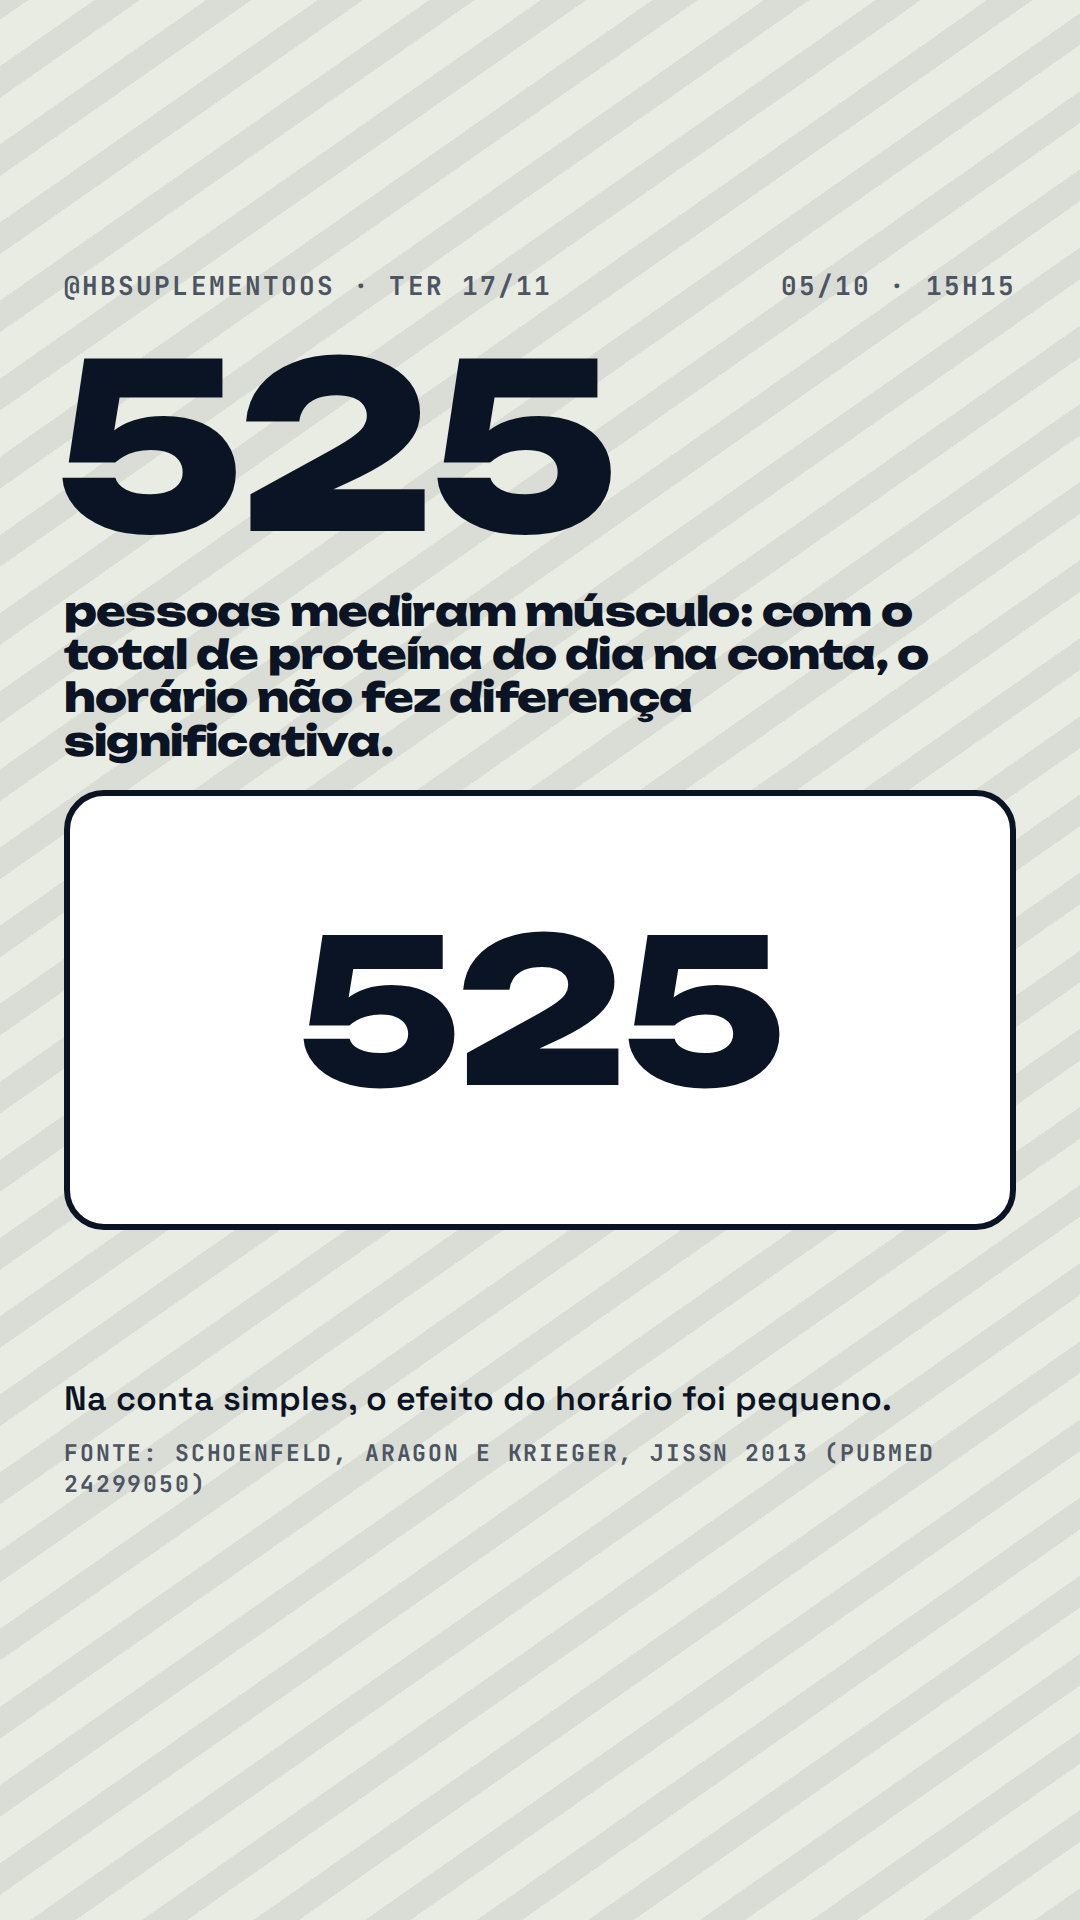 @HBSUPLEMENTOOS · TER 17/11
05/10 · 15H15
525
pessoas mediram músculo: com o
total de proteína do dia na conta, o
horário não fez diferença
significativa.
525
Na conta simples, o efeito do horário foi pequeno.
FONTE: SCHOENFELD, ARAGON E KRIEGER, JISSN 2013 (PUBMED
24299050)